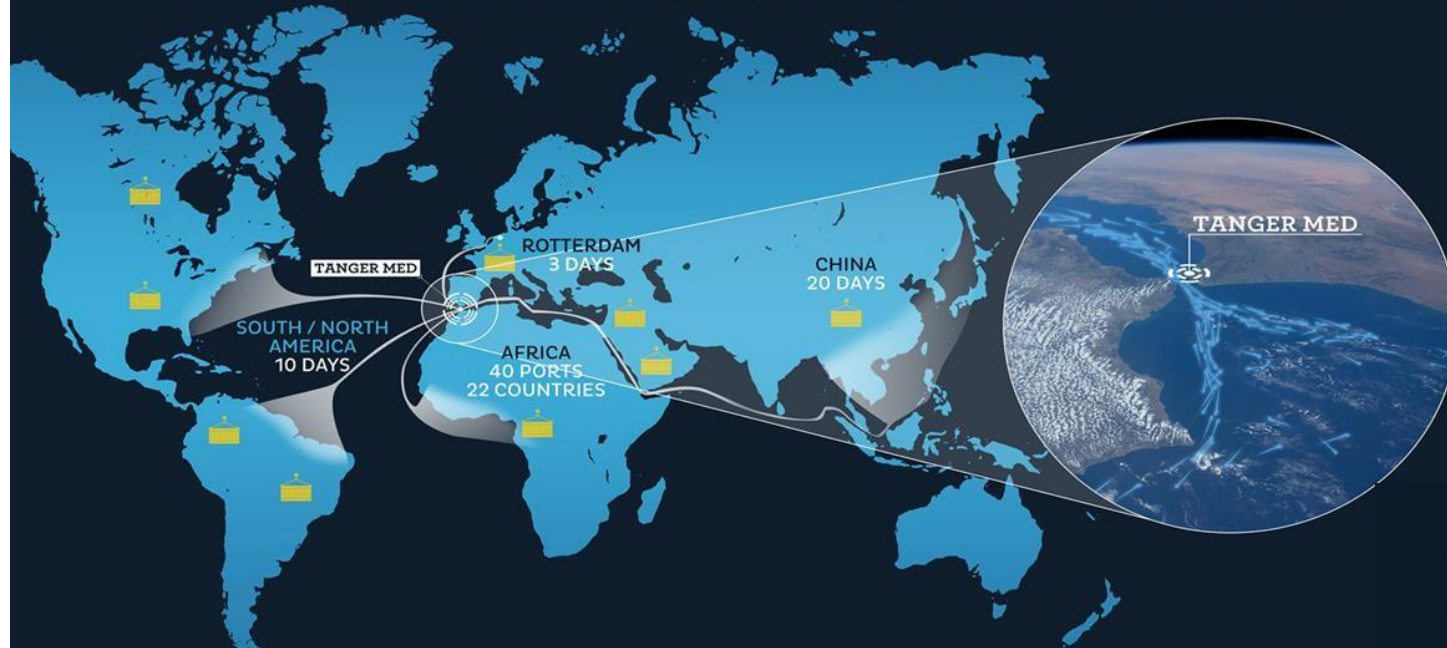 TANGER MED
ROTTERDAM
3 DAYS
TANGER MED
CHINA
20 DAYS
SOUTH / NORTH
AMERICA
10 DAYS
AFRICA
40 PORTS
22 COUNTRIES